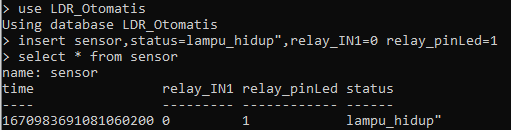 > use LDR_Otomatis
Using database LDR_Otomatis
> insert sensor,status=lampu_hidup",relay_IN1=0 relay_pinLed=1
> select * from sensor
name: sensor
time relay_IN1 relay_pinLed status
---- --------- ------------ ------
1670983691081060200 0 1 lampu_hidup"